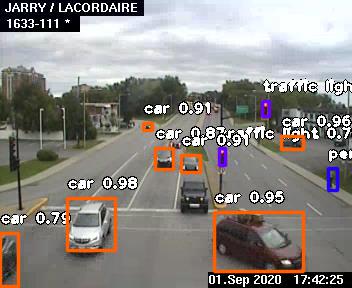 JARRY / LACORDAIRE
1633-111 *
traffic ligh
car 0.91
car 0.96
car 0.8
traffic light 0.7
car 0.91
per
car 0.98
car 0.95
car 0.79
01.Sep 2020 17:42:25